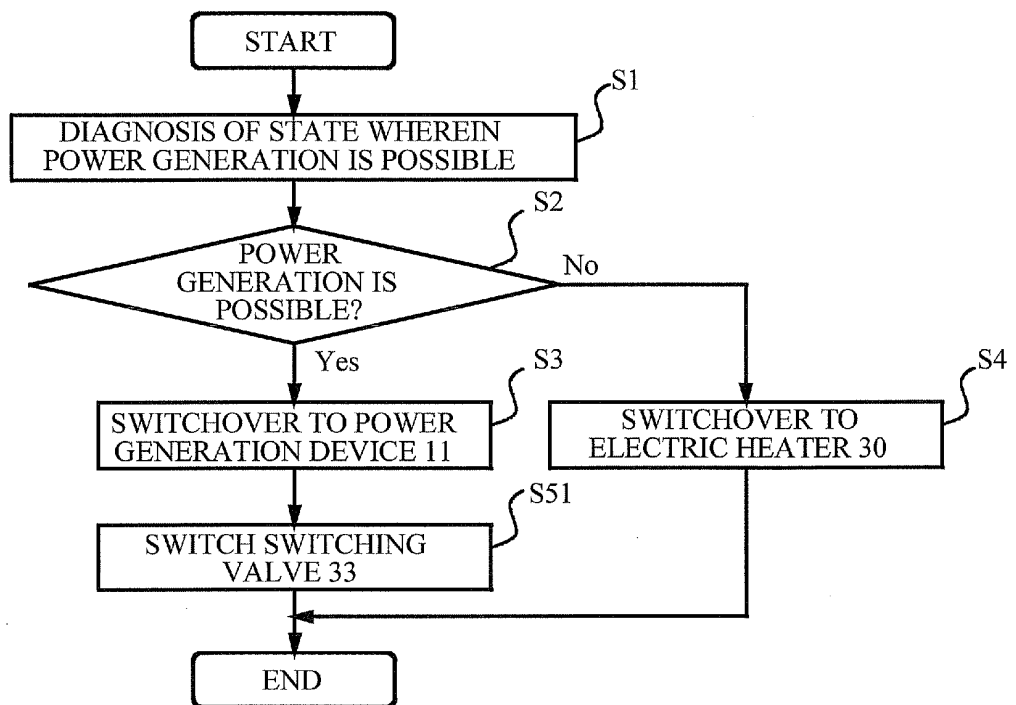 START
S1
DIAGNOSIS OF STATE WHEREIN
POWER GENERATION IS POSSIBLE
S2
POWER
GENERATION IS
POSSIBLE?
No
Yes
S3
SWITCHOVER TO POWER
GENERATION DEVICE 11
S4
SWITCHOVER TO
ELECTRIC HEATER 30
S51
SWITCH SWITCHING
VALVE 33
END